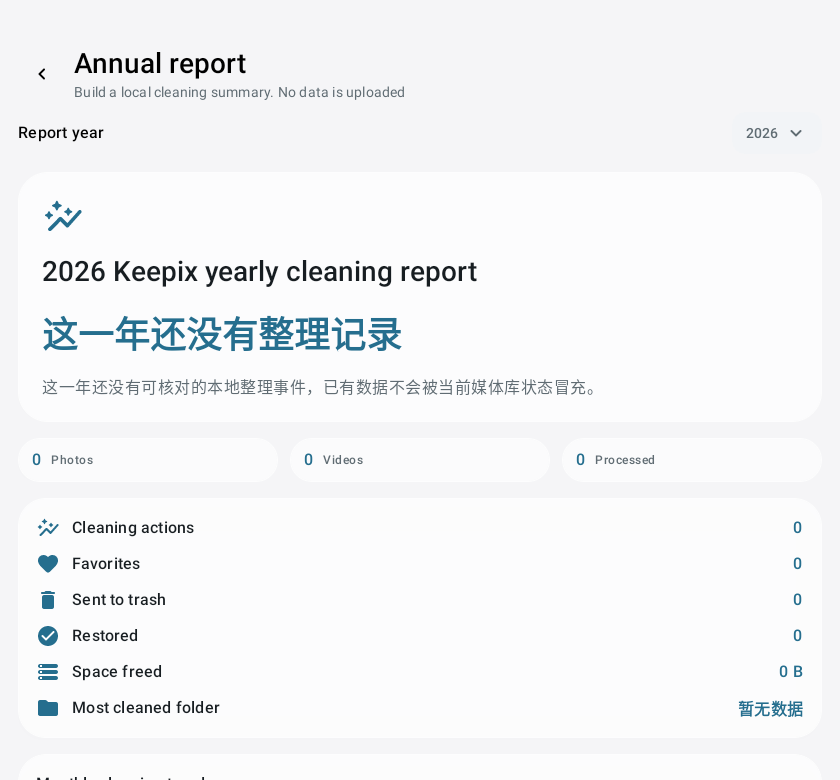 Annual report
Build a local cleaning summary. No data is uploaded
Report year
2026
2026 Keepix yearly cleaning report
这一年还没有整理记录
这一年还没有可核对的本地整理事件，已有数据不会被当前媒体库状态冒充。
0 Photos
0 Videos
0 Processed
Cleaning actions 0
Favorites 0
Sent to trash 0
Restored 0
Space freed 0 B
Most cleaned folder 暂无数据